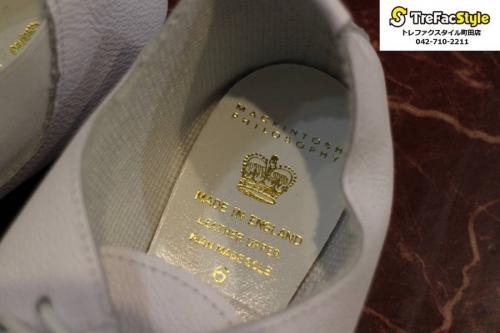 TreFacStyle
トレファクスタイル町田店
042-710-2211
MACKINTOSH
PHILOSOPHY
MADE IN ENGLAND
LEATHER UPPER
MAN MADE SOLE
6